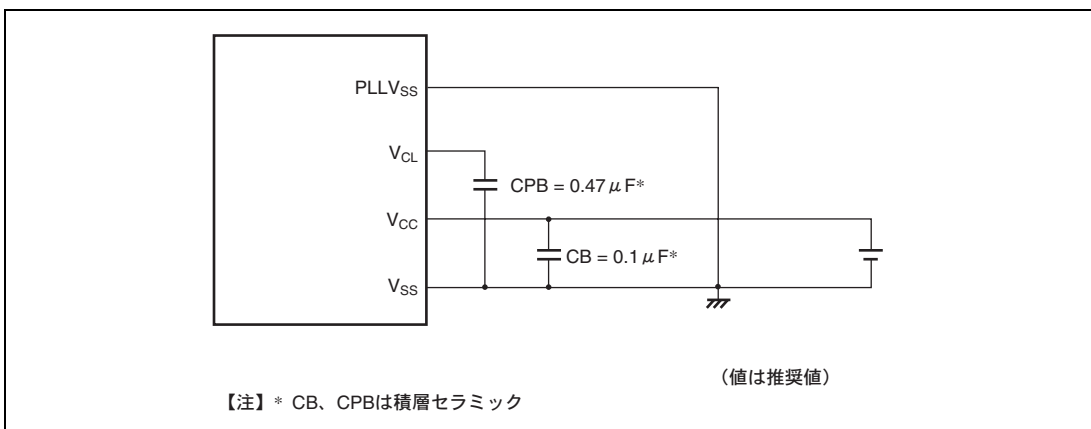 PLLVSS
VCL
CPB = 0.47μF*
VCC
CB = 0.1μF*
VSS
(値は推奨値)
【注】* CB、CPBは積層セラミック